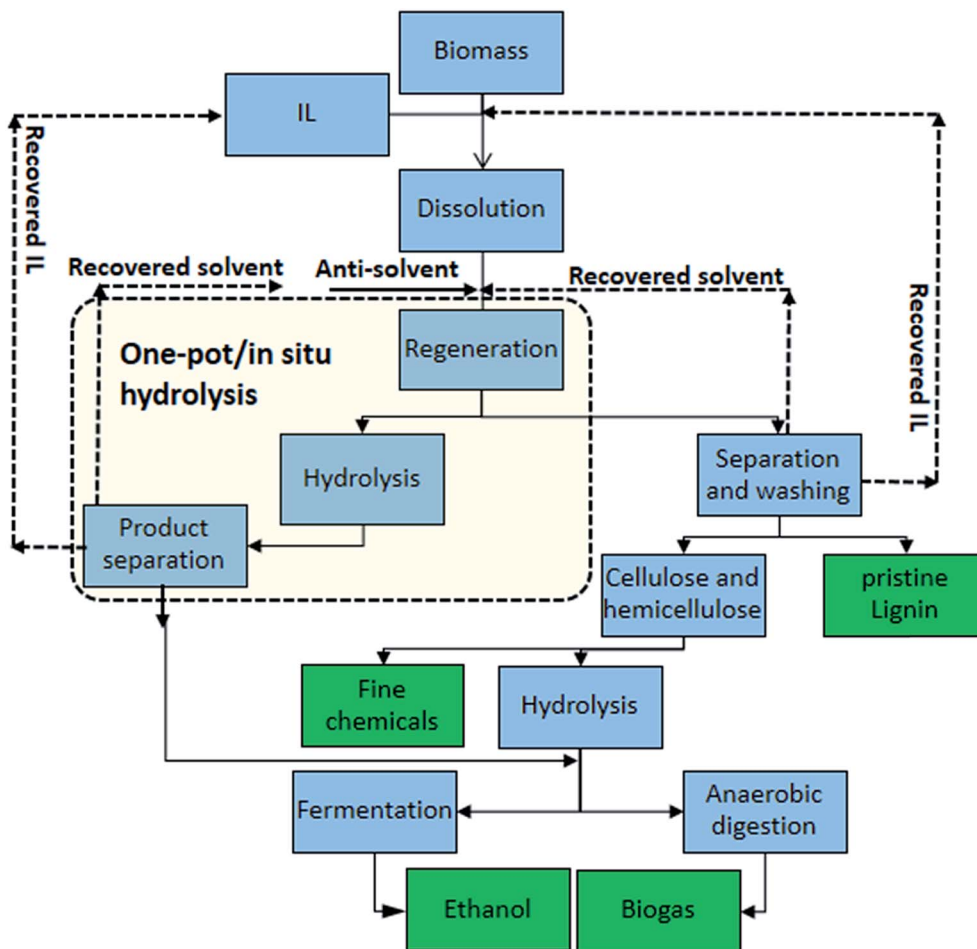 Biomass
IL
Recovered IL
Dissolution
Recovered solvent
Anti-solvent
Recovered solvent
Recovered IL
One-pot/in situ
hydrolysis
Regeneration
Hydrolysis
Separation
and washing
Product
separation
Cellulose and
hemicellulose
pristine
Lignin
Fine
chemicals
Hydrolysis
Fermentation
Anaerobic
digestion
Ethanol
Biogas